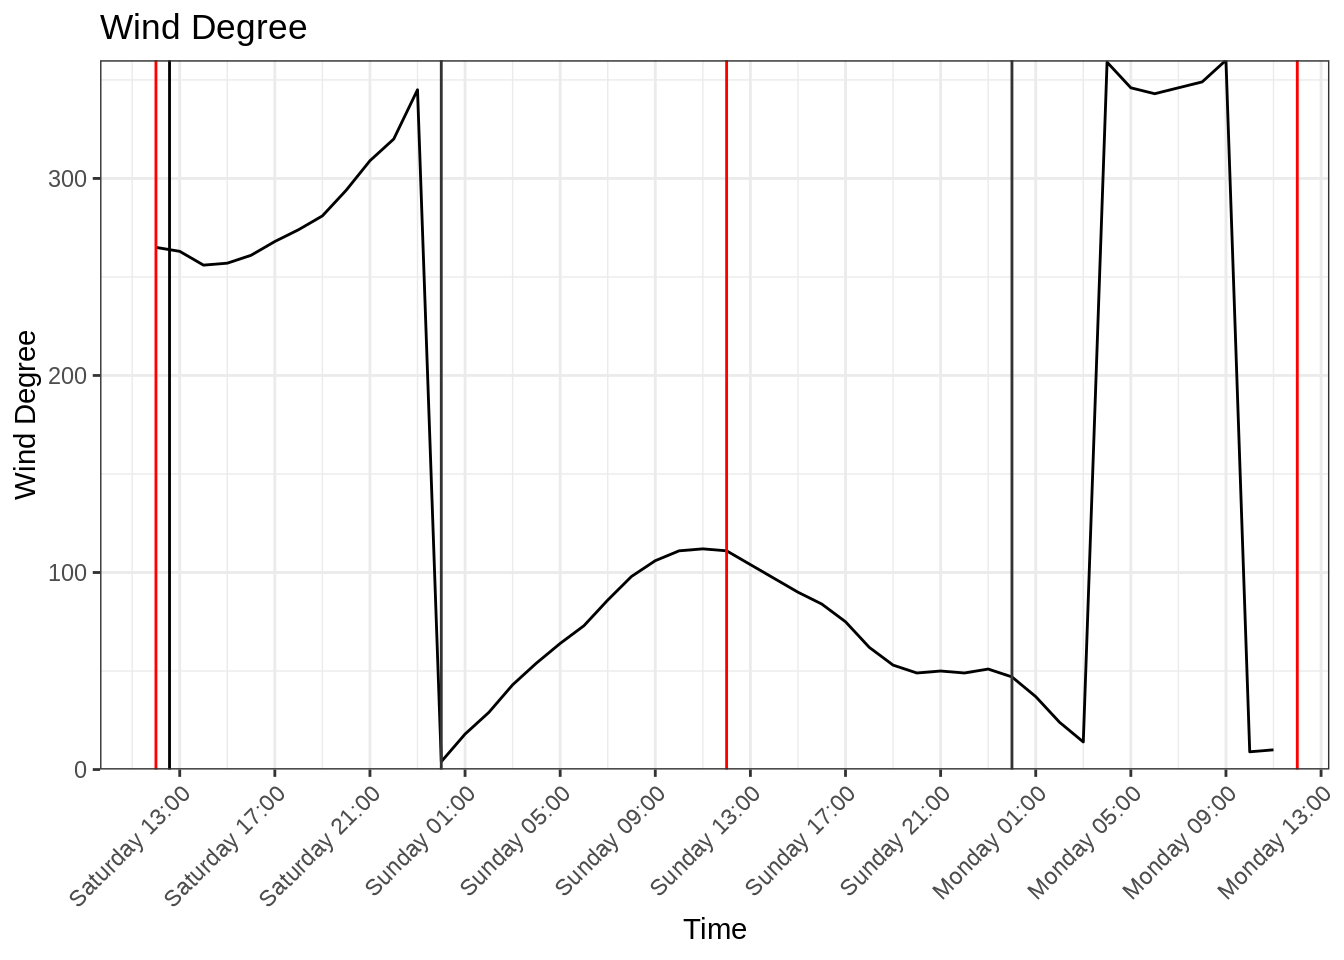 Wind Degree
Wind Degree
300
200
100
0
Saturday 13:00
Saturday 17:00
Saturday 21:00
Sunday 01:00
Sunday 05:00
Sunday 09:00
Sunday 13:00
Sunday 17:00
Sunday 21:00
Monday 01:00
Monday 05:00
Monday 09:00
Monday 13:00
Time